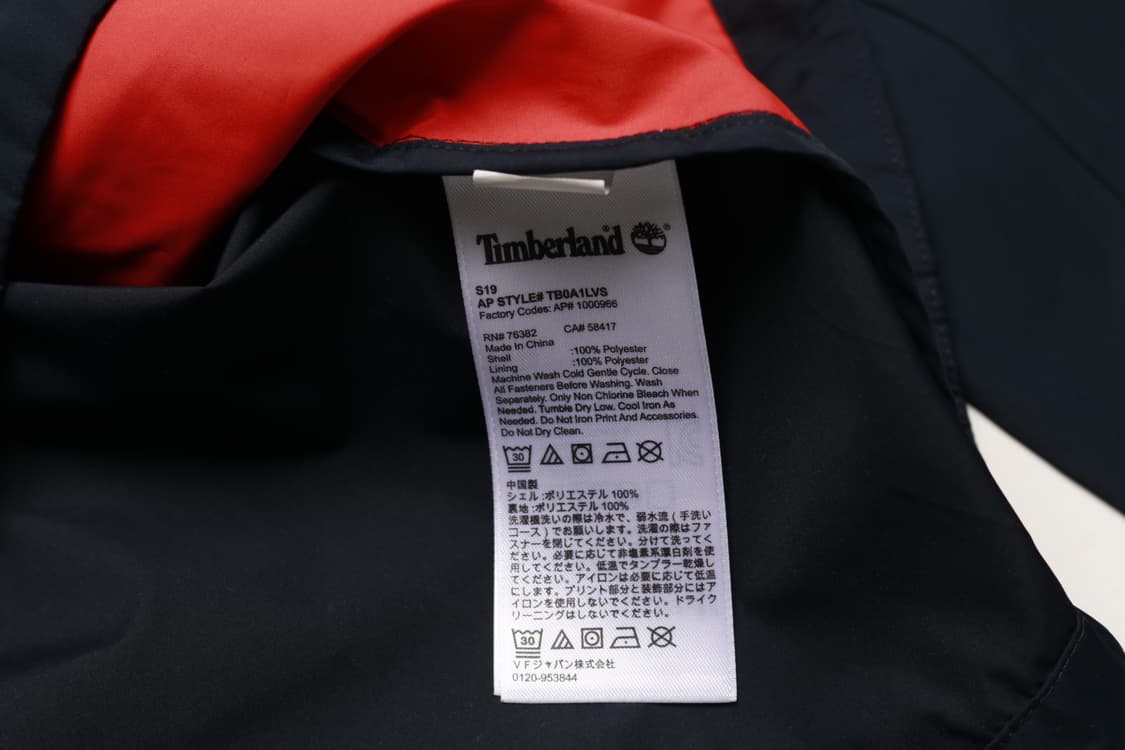 Timberland®
®
S19
AP STYLE# TB0A1LVS
Factory Codes: AP# 1000966
RN# 76382 CA# 58417
Made In China
Shell :100% Polyester
Lining :100% Polyester
Machine Wash Cold Gentle Cycle. Close
All Fasteners Before Washing. Wash
Separately. Only Non Chlorine Bleach When
Needed. Tumble Dry Low. Cool Iron As
Needed. Do Not Iron Print And Accessories.
Do Not Dry Clean.
30
中国製
シェル :ポリエステル 100%
裏地 :ポリエステル 100%
洗濯機洗いの際は冷水で、弱水流 ( 手洗い
コース ) でお願いします。洗濯の際はファ
スナーを閉じてください。分けて洗ってく
ださい。必要に応じて非塩素系漂白剤を使
用してください。低温でタンブラー乾燥し
てください。アイロンは必要に応じて低温
にします。プリント部分と装飾部分にはア
イロンを使用しないでください。ドライク
リーニングはしないでください。
30
VFジャパン株式会社
0120-953844